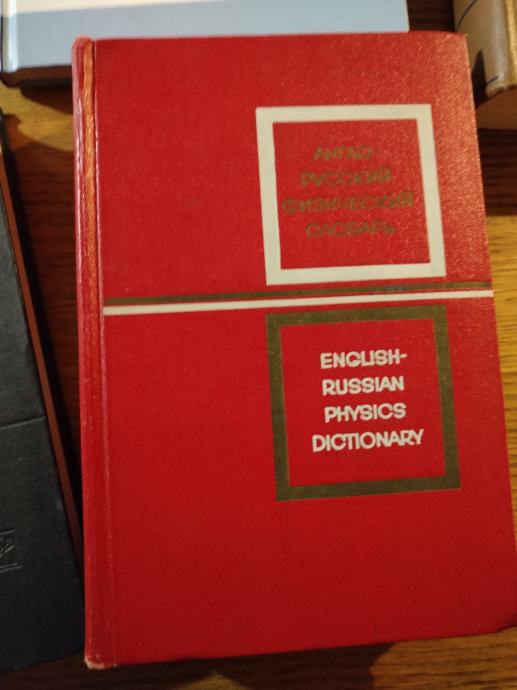 АНГЛО-
РУССКИЙ
ФИЗИЧЕСКИЙ
СЛОВАРЬ
ENGLISH-
RUSSIAN
PHYSICS
DICTIONARY